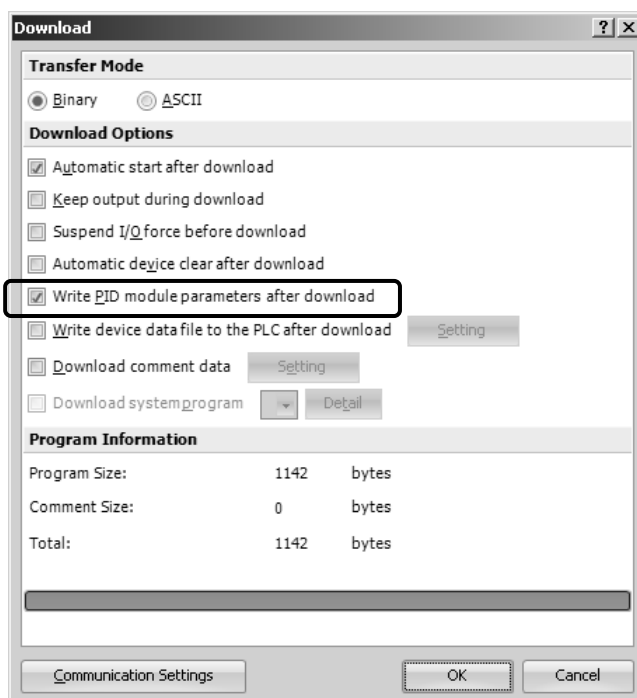 Download
Transfer Mode
Binary ASCII
Download Options
Automatic start after download
Keep output during download
Suspend I/O force before download
Automatic device clear after download
Write PID module parameters after download
Write device data file to the PLC after download Setting
Download comment data Setting
Download system program Detail
Program Information
Program Size: 1142 bytes
Comment Size: 0 bytes
Total: 1142 bytes
Communication Settings OK Cancel